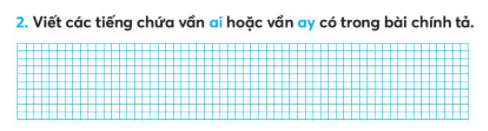 2. Viết các tiếng chứa vần ai hoặc vần ay có trong bài chính tả.